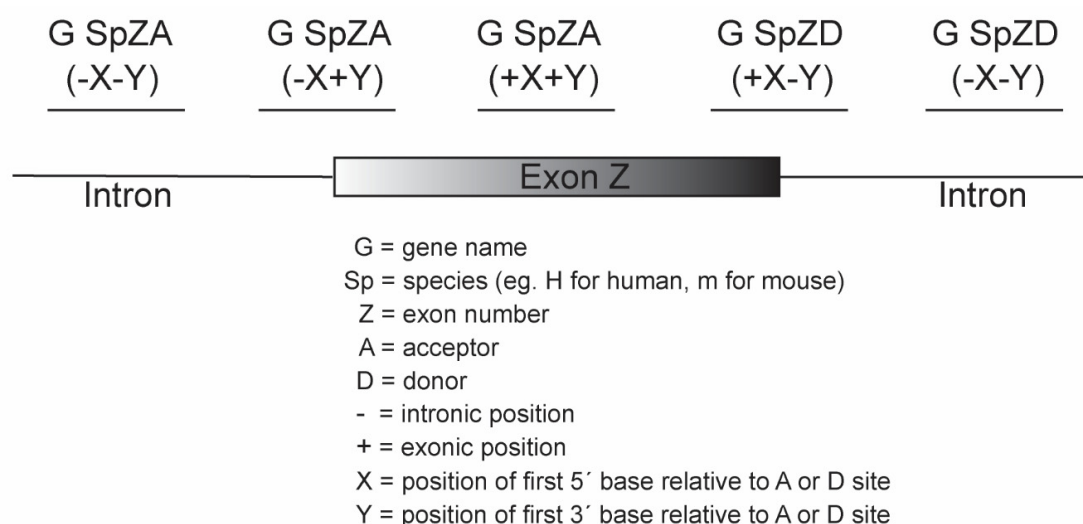 G SpZA G SpZA G SpZA G SpZD G SpZD
(-X-Y) (-X+Y) (+X+Y) (+X-Y) (-X-Y)
Exon Z
Intron Intron
G = gene name
Sp = species (eg. H for human, m for mouse)
Z = exon number
A = acceptor
D = donor
- = intronic position
+ = exonic position
X = position of first 5´ base relative to A or D site
Y = position of first 3´ base relative to A or D site